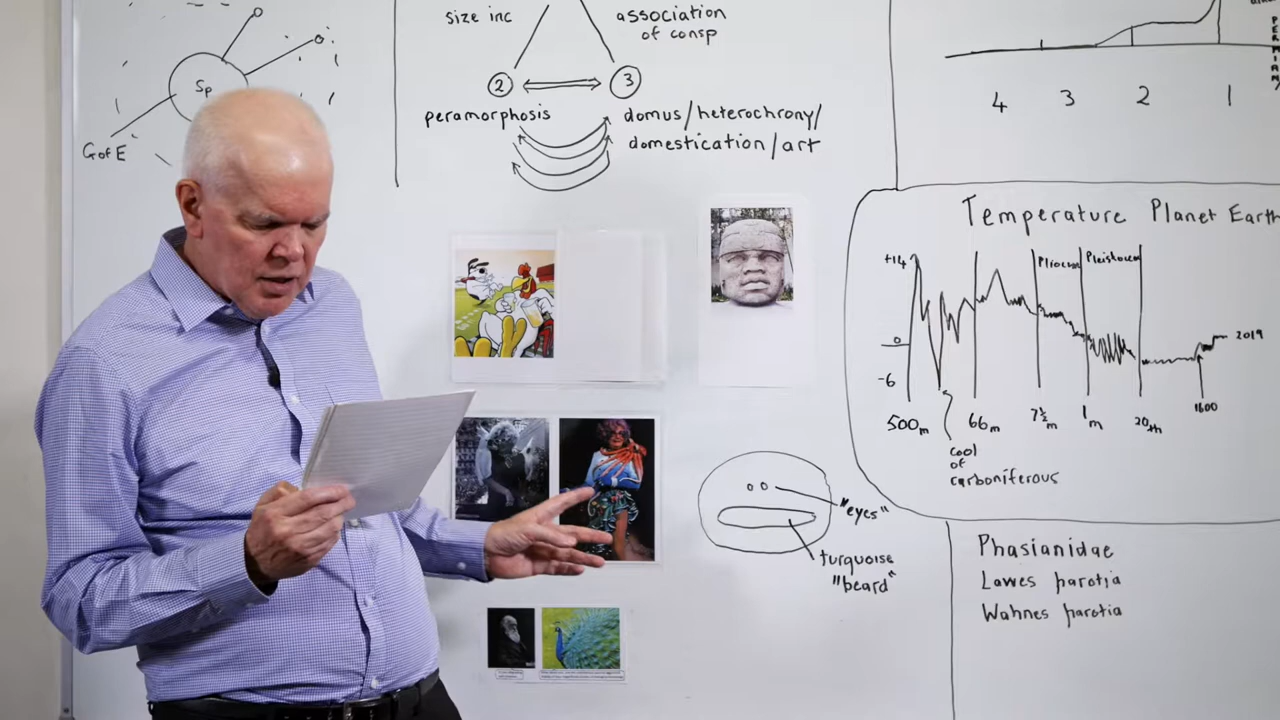 Sp
GofE
size inc
association
of consp
2
3
peramorphosis
domus/heterochrony/
domestication/art
4 3 2 1
PERMIAN
Temperature Planet Earth
+14
0
-6
Pliocene
Pleistocene
2019
500m
66m
7½m
1m
20th
1600
cool
of
carboniferous
"eyes"
turquoise
"beard"
Phasianidae
Lawes parotia
Wahnes parotia